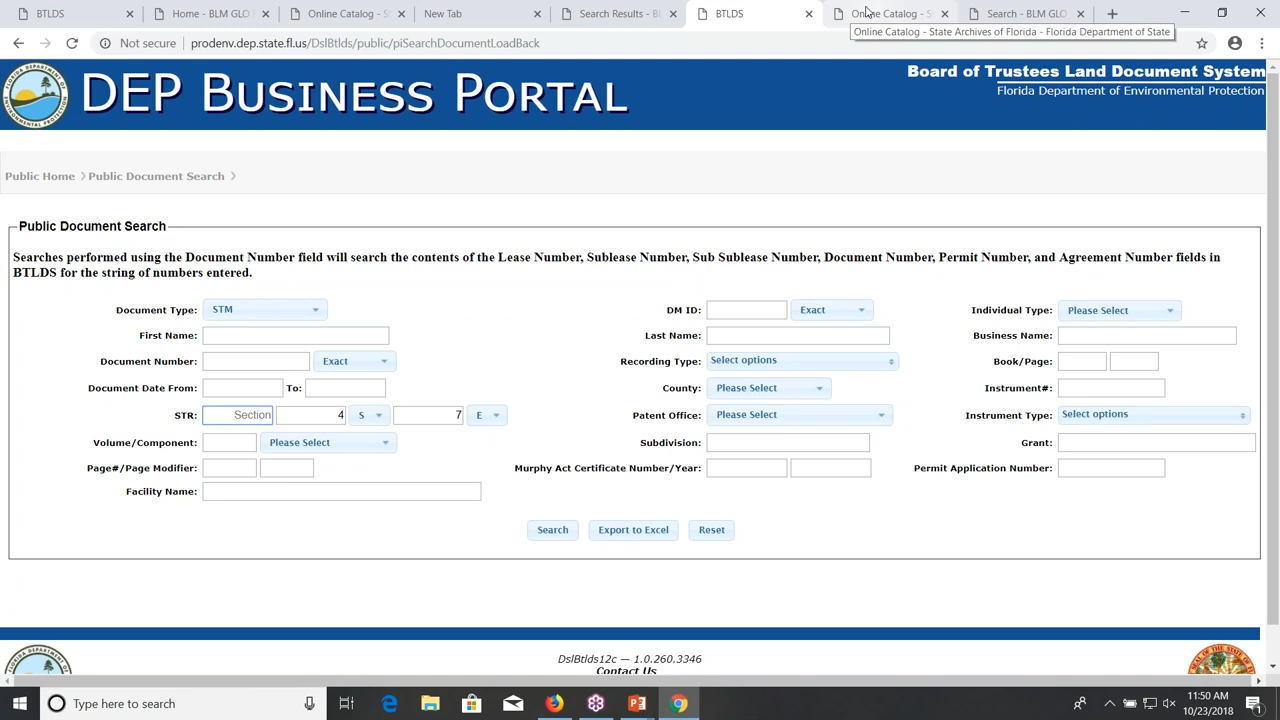 BTLDS
Home - BLM GLO
Online Catalog - S
New Tab
Search Results - BL
BTLDS
Online Catalog - S
Search - BLM GLO
Not secure
prodenv.dep.state.fl.us/DslBtlds/public/piSearchDocumentLoadBack
Online Catalog - State Archives of Florida - Florida Department of State
DEP BUSINESS PORTAL
Board of Trustees Land Document System
Florida Department of Environmental Protection
Public Home
Public Document Search
Public Document Search
Searches performed using the Document Number field will search the contents of the Lease Number, Sublease Number, Sub Sublease Number, Document Number, Permit Number, and Agreement Number fields in
BTLDS for the string of numbers entered.
Document Type: STM DM ID: Exact Individual Type: Please Select
First Name: Last Name: Business Name:
Document Number: Exact Recording Type: Select options Book/Page:
Document Date From: To: County: Please Select Instrument#:
STR: Section 4 S 7 E Patent Office: Please Select Instrument Type: Select options
Volume/Component: Please Select Subdivision: Grant:
Page#/Page Modifier: Murphy Act Certificate Number/Year: Permit Application Number:
Facility Name:
Search Export to Excel Reset
DslBtlds12c — 1.0.260.3346
Contact Us
Type here to search
11:50 AM
10/23/2018
1